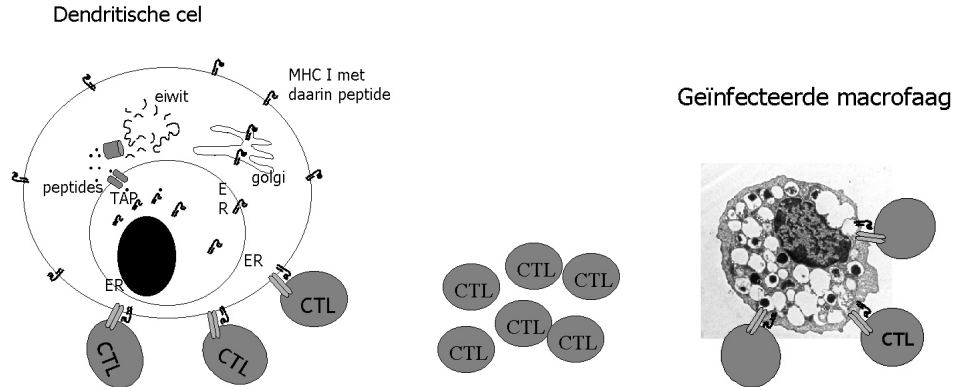 Dendritische cel
MHC I met
daarin peptide
eiwit
golgi
peptides
TAP
E
R
ER
ER
CTL
CTL
CTL
CTL
CTL
CTL
CTL
CTL
CTL
Geïnfecteerde macrofaag
CTL